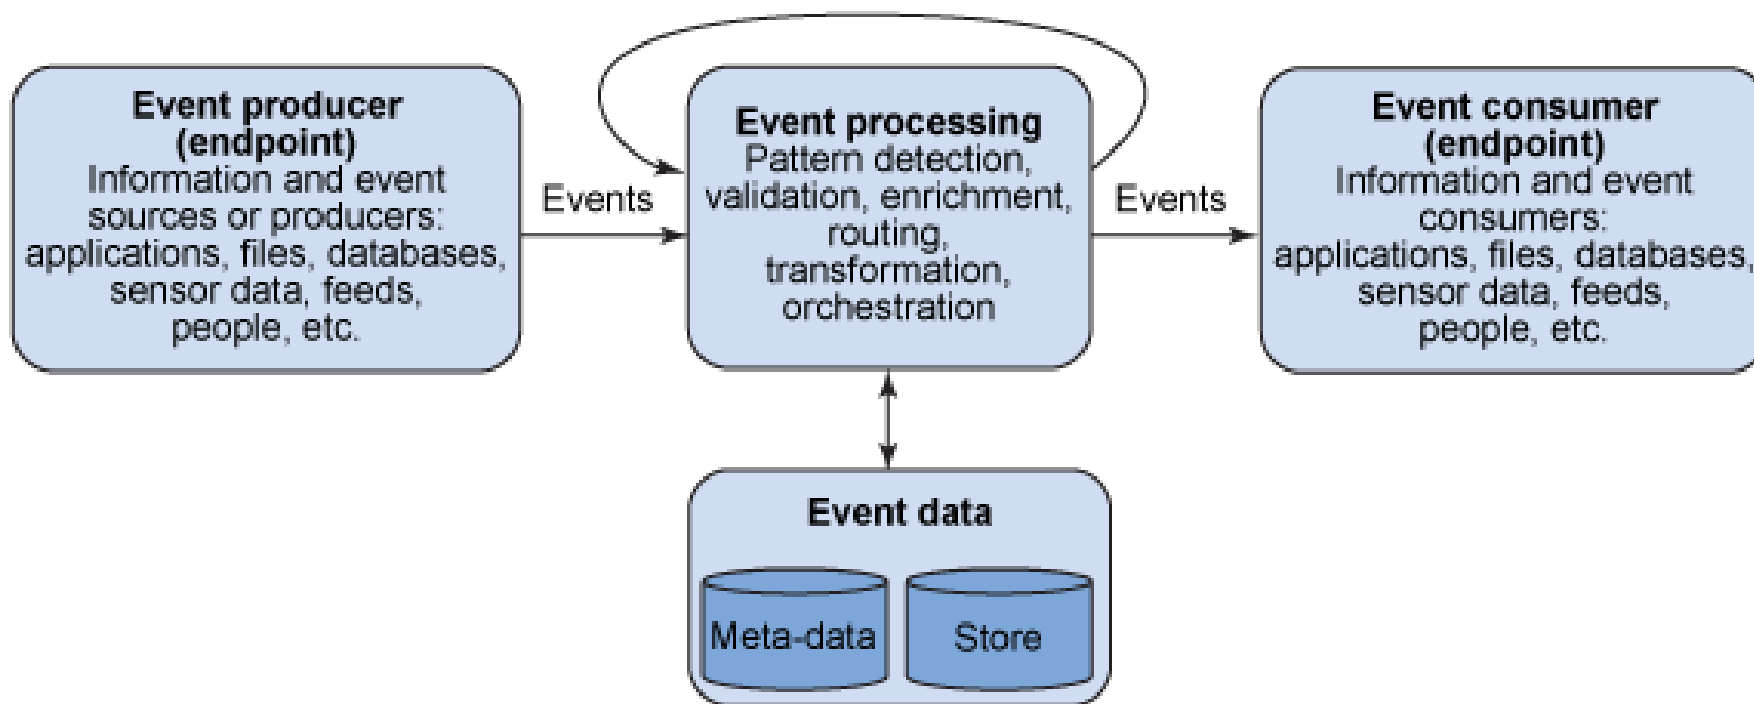 Event producer
(endpoint)
Information and event
sources or producers:
applications, files, databases,
sensor data, feeds,
people, etc.
Events
Event processing
Pattern detection,
validation, enrichment,
routing,
transformation,
orchestration
Events
Event consumer
(endpoint)
Information and event
consumers:
applications, files, databases,
sensor data, feeds,
people, etc.
Event data
Meta-data
Store